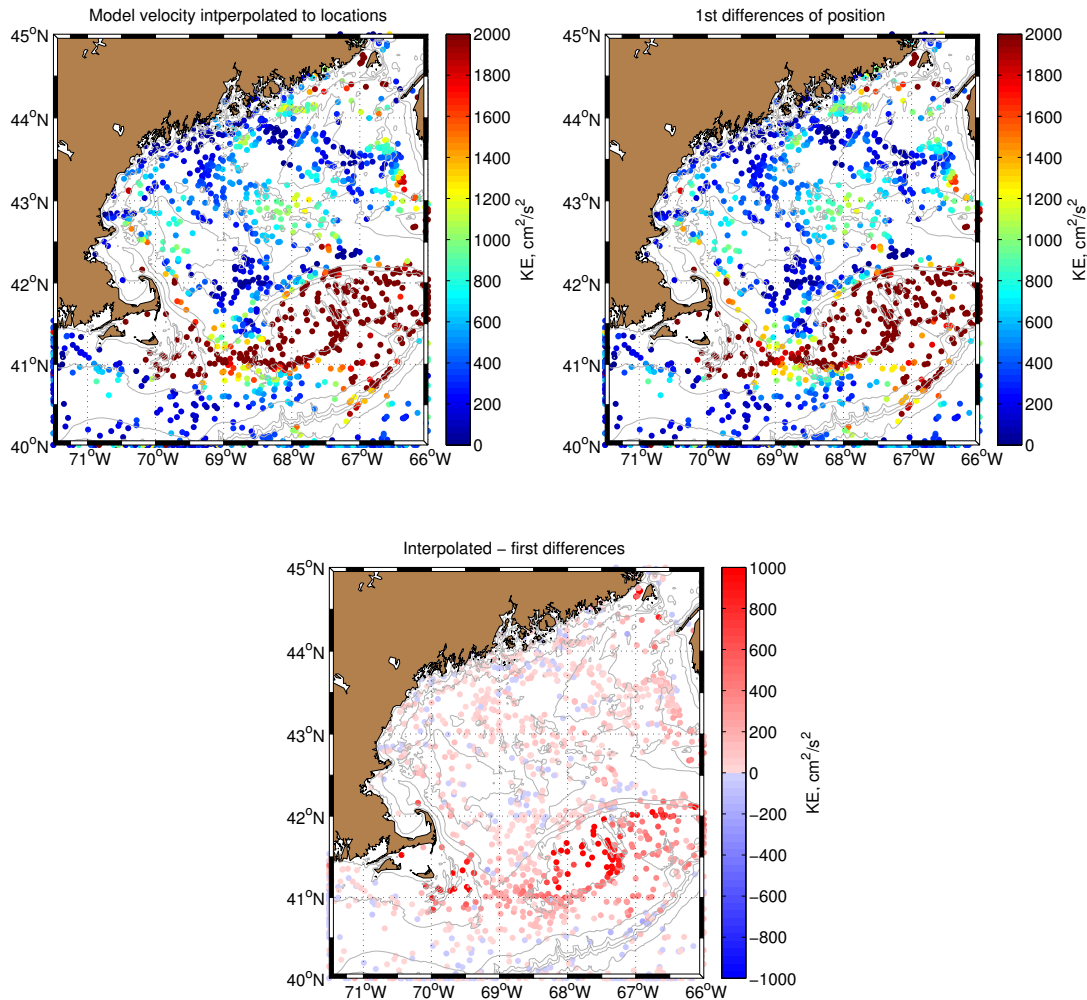 Model velocity intperpolated to locations
45°N
44°N
43°N
42°N
41°N
40°N
71°W 70°W 69°W 68°W 67°W 66°W
2000
1800
1600
1400
1200
1000
800
600
400
200
0
KE, cm²/s²
1st differences of position
45°N
44°N
43°N
42°N
41°N
40°N
71°W 70°W 69°W 68°W 67°W 66°W
2000
1800
1600
1400
1200
1000
800
600
400
200
0
KE, cm²/s²
Interpolated − first differences
45°N
44°N
43°N
42°N
41°N
40°N
71°W 70°W 69°W 68°W 67°W 66°W
1000
800
600
400
200
0
−200
−400
−600
−800
−1000
KE, cm²/s²